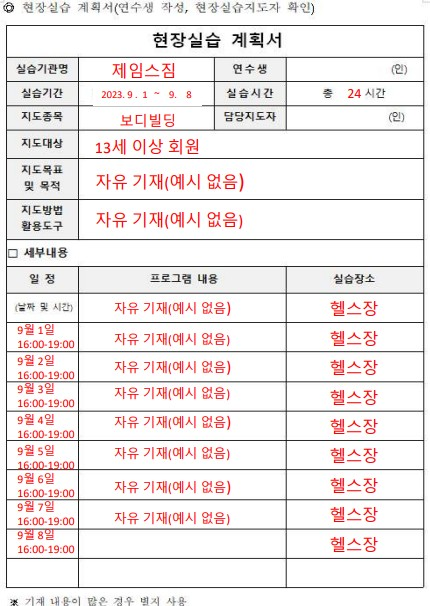 ◎ 현장실습 계획서(연수생 작성, 현장실습지도자 확인)
현장실습 계획서
실습기관명 제임스짐 연수생 (인)
실습기간 2023. 9. 1 ~ 9. 8 실습시간 총 24 시간
지도종목 보디빌딩 담당지도자 (인)
지도대상 13세 이상 회원
지도목표
및 목적 자유 기재(예시 없음)
지도방법
활용도구 자유 기재(예시 없음)
□ 세부내용
일 정 프로그램 내용 실습장소
(날짜 및 시간) 자유 기재(예시 없음) 헬스장
9월 1일
16:00-19:00 자유 기재(예시 없음) 헬스장
9월 2일
16:00-19:00 자유 기재(예시 없음) 헬스장
9월 3일
16:00-19:00 자유 기재(예시 없음) 헬스장
9월 4일
16:00-19:00 자유 기재(예시 없음) 헬스장
9월 5일
16:00-19:00 자유 기재(예시 없음) 헬스장
9월 6일
16:00-19:00 자유 기재(예시 없음) 헬스장
9월 7일
16:00-19:00 자유 기재(예시 없음) 헬스장
9월 8일
16:00-19:00 헬스장
※ 기재 내용이 많은 경우 별지 사용